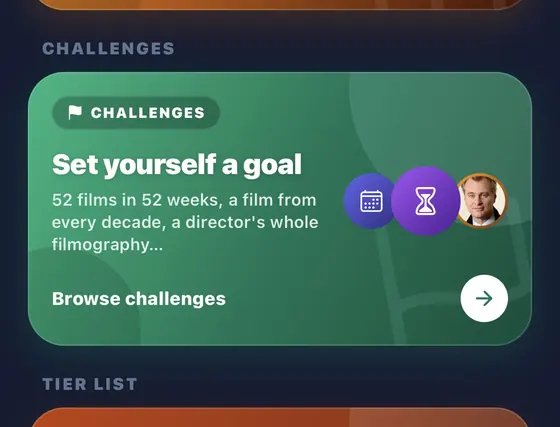 CHALLENGES
CHALLENGES
Set yourself a goal
52 films in 52 weeks, a film from
every decade, a director's whole
filmography...
Browse challenges
TIER LIST